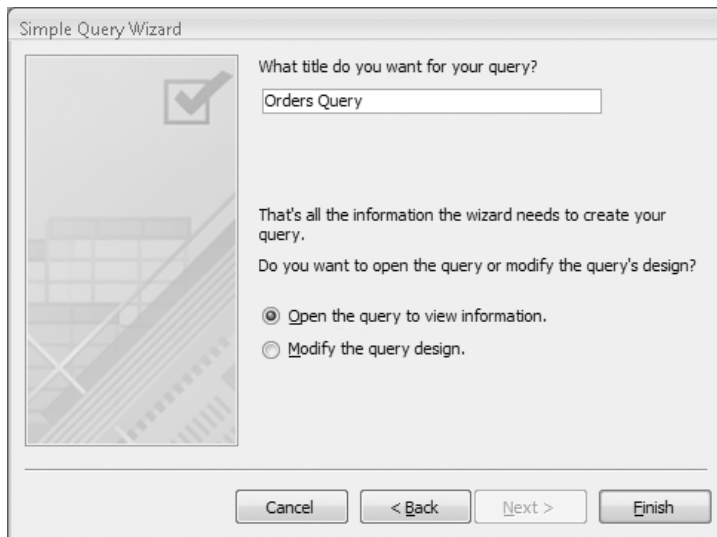 Simple Query Wizard
What title do you want for your query?
Orders Query
That's all the information the wizard needs to create your
query.
Do you want to open the query or modify the query's design?
Open the query to view information.
Modify the query design.
Cancel
< Back
Next >
Finish